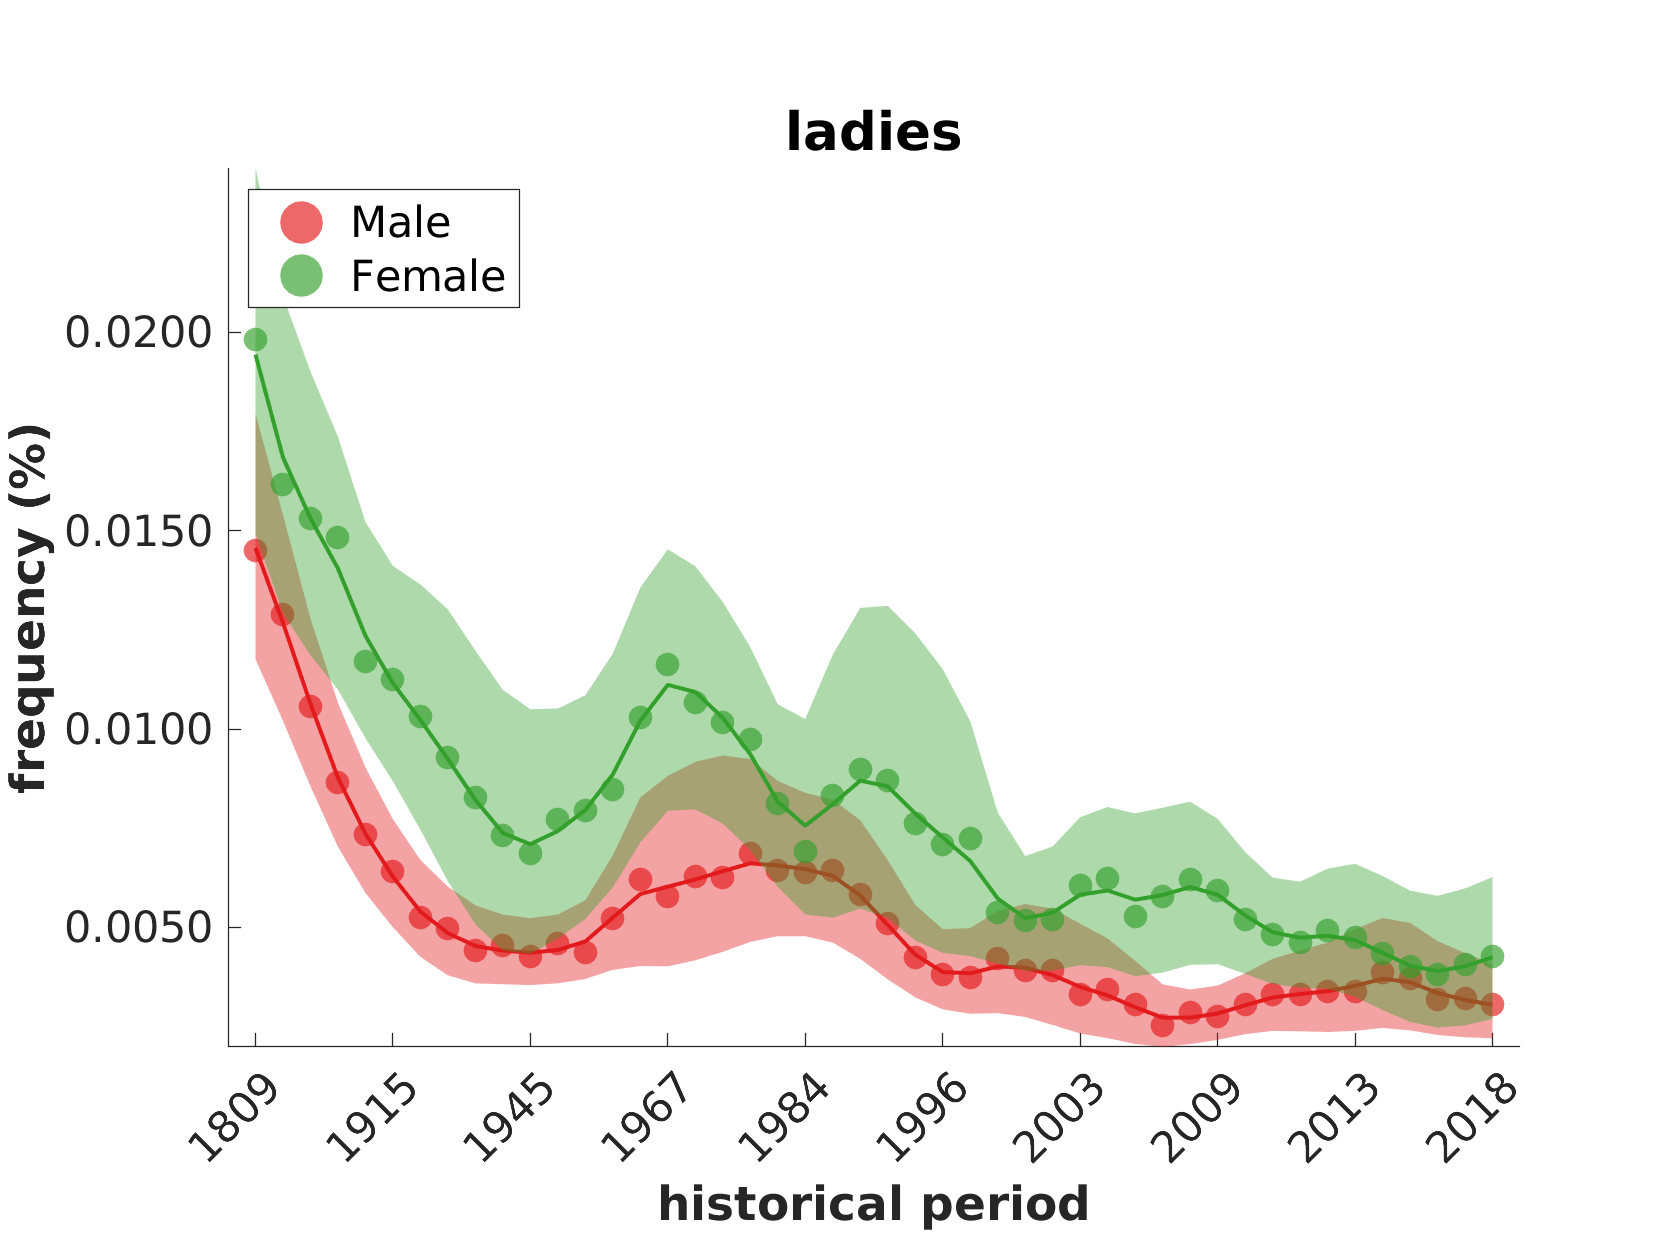 ladies
Male
Female
0.0200
0.0150
0.0100
0.0050
frequency (%)
1809 1915 1945 1967 1984 1996 2003 2009 2013 2018
historical period